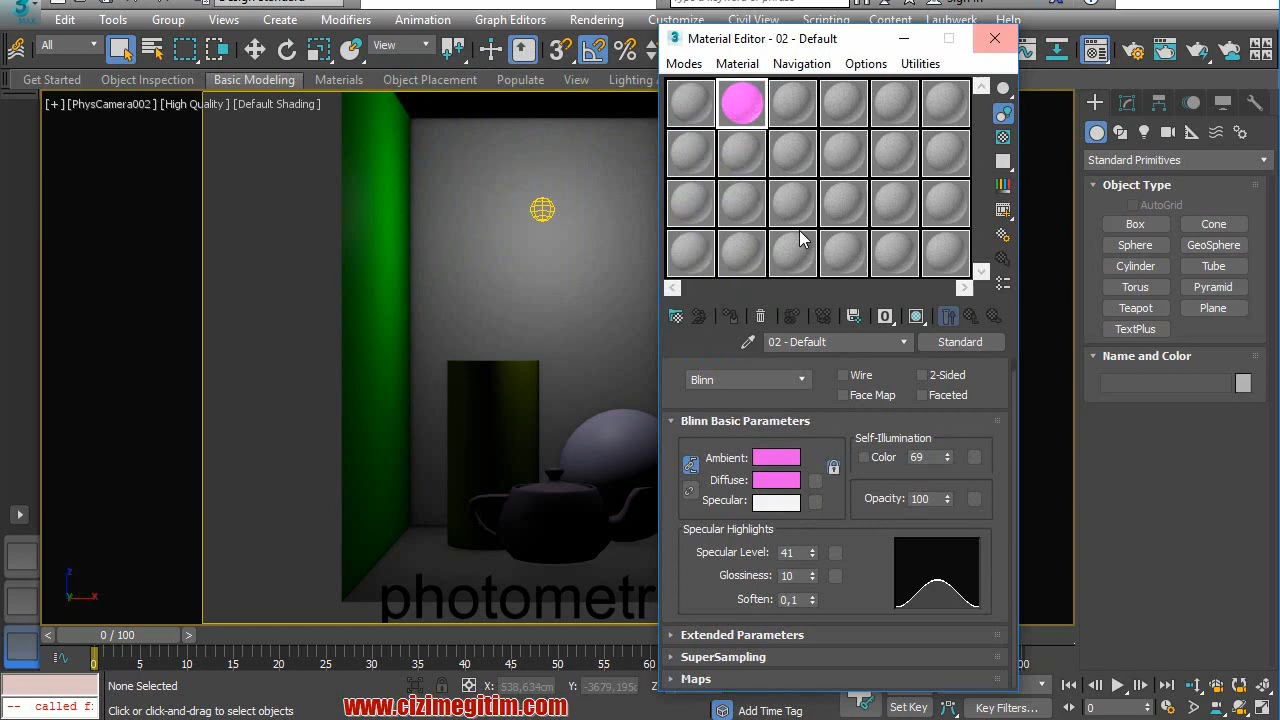 Edit Tools Group Views Create Modifiers Animation Graph Editors Rendering Customize Civil View Scripting Content Laubwerk Help
All View
Get Started Object Inspection Basic Modeling Materials Object Placement Populate View Lighting
[+] [PhysCamera002] [High Quality] [Default Shading]
Material Editor - 02 - Default
Modes Material Navigation Options Utilities
02 - Default Standard
Blinn Wire 2-Sided
Face Map Faceted
Blinn Basic Parameters
Self-Illumination
Ambient: Color 69
Diffuse:
Specular: Opacity: 100
Specular Highlights
Specular Level: 41
Glossiness: 10
Soften: 0,1
Extended Parameters
SuperSampling
Maps
Standard Primitives
Object Type
AutoGrid
Box Cone
Sphere GeoSphere
Cylinder Tube
Torus Pyramid
Teapot Plane
TextPlus
Name and Color
photometr
0 / 100
0 5 10 15 20 25 30 35 40 45 50 55 60
None Selected X: 538,634cm Y: -3679,195c Z:
-- called f: Click or click-and-drag to select objects
www.cizimegitim.com
Add Time Tag
Set Key Key Filters... 0